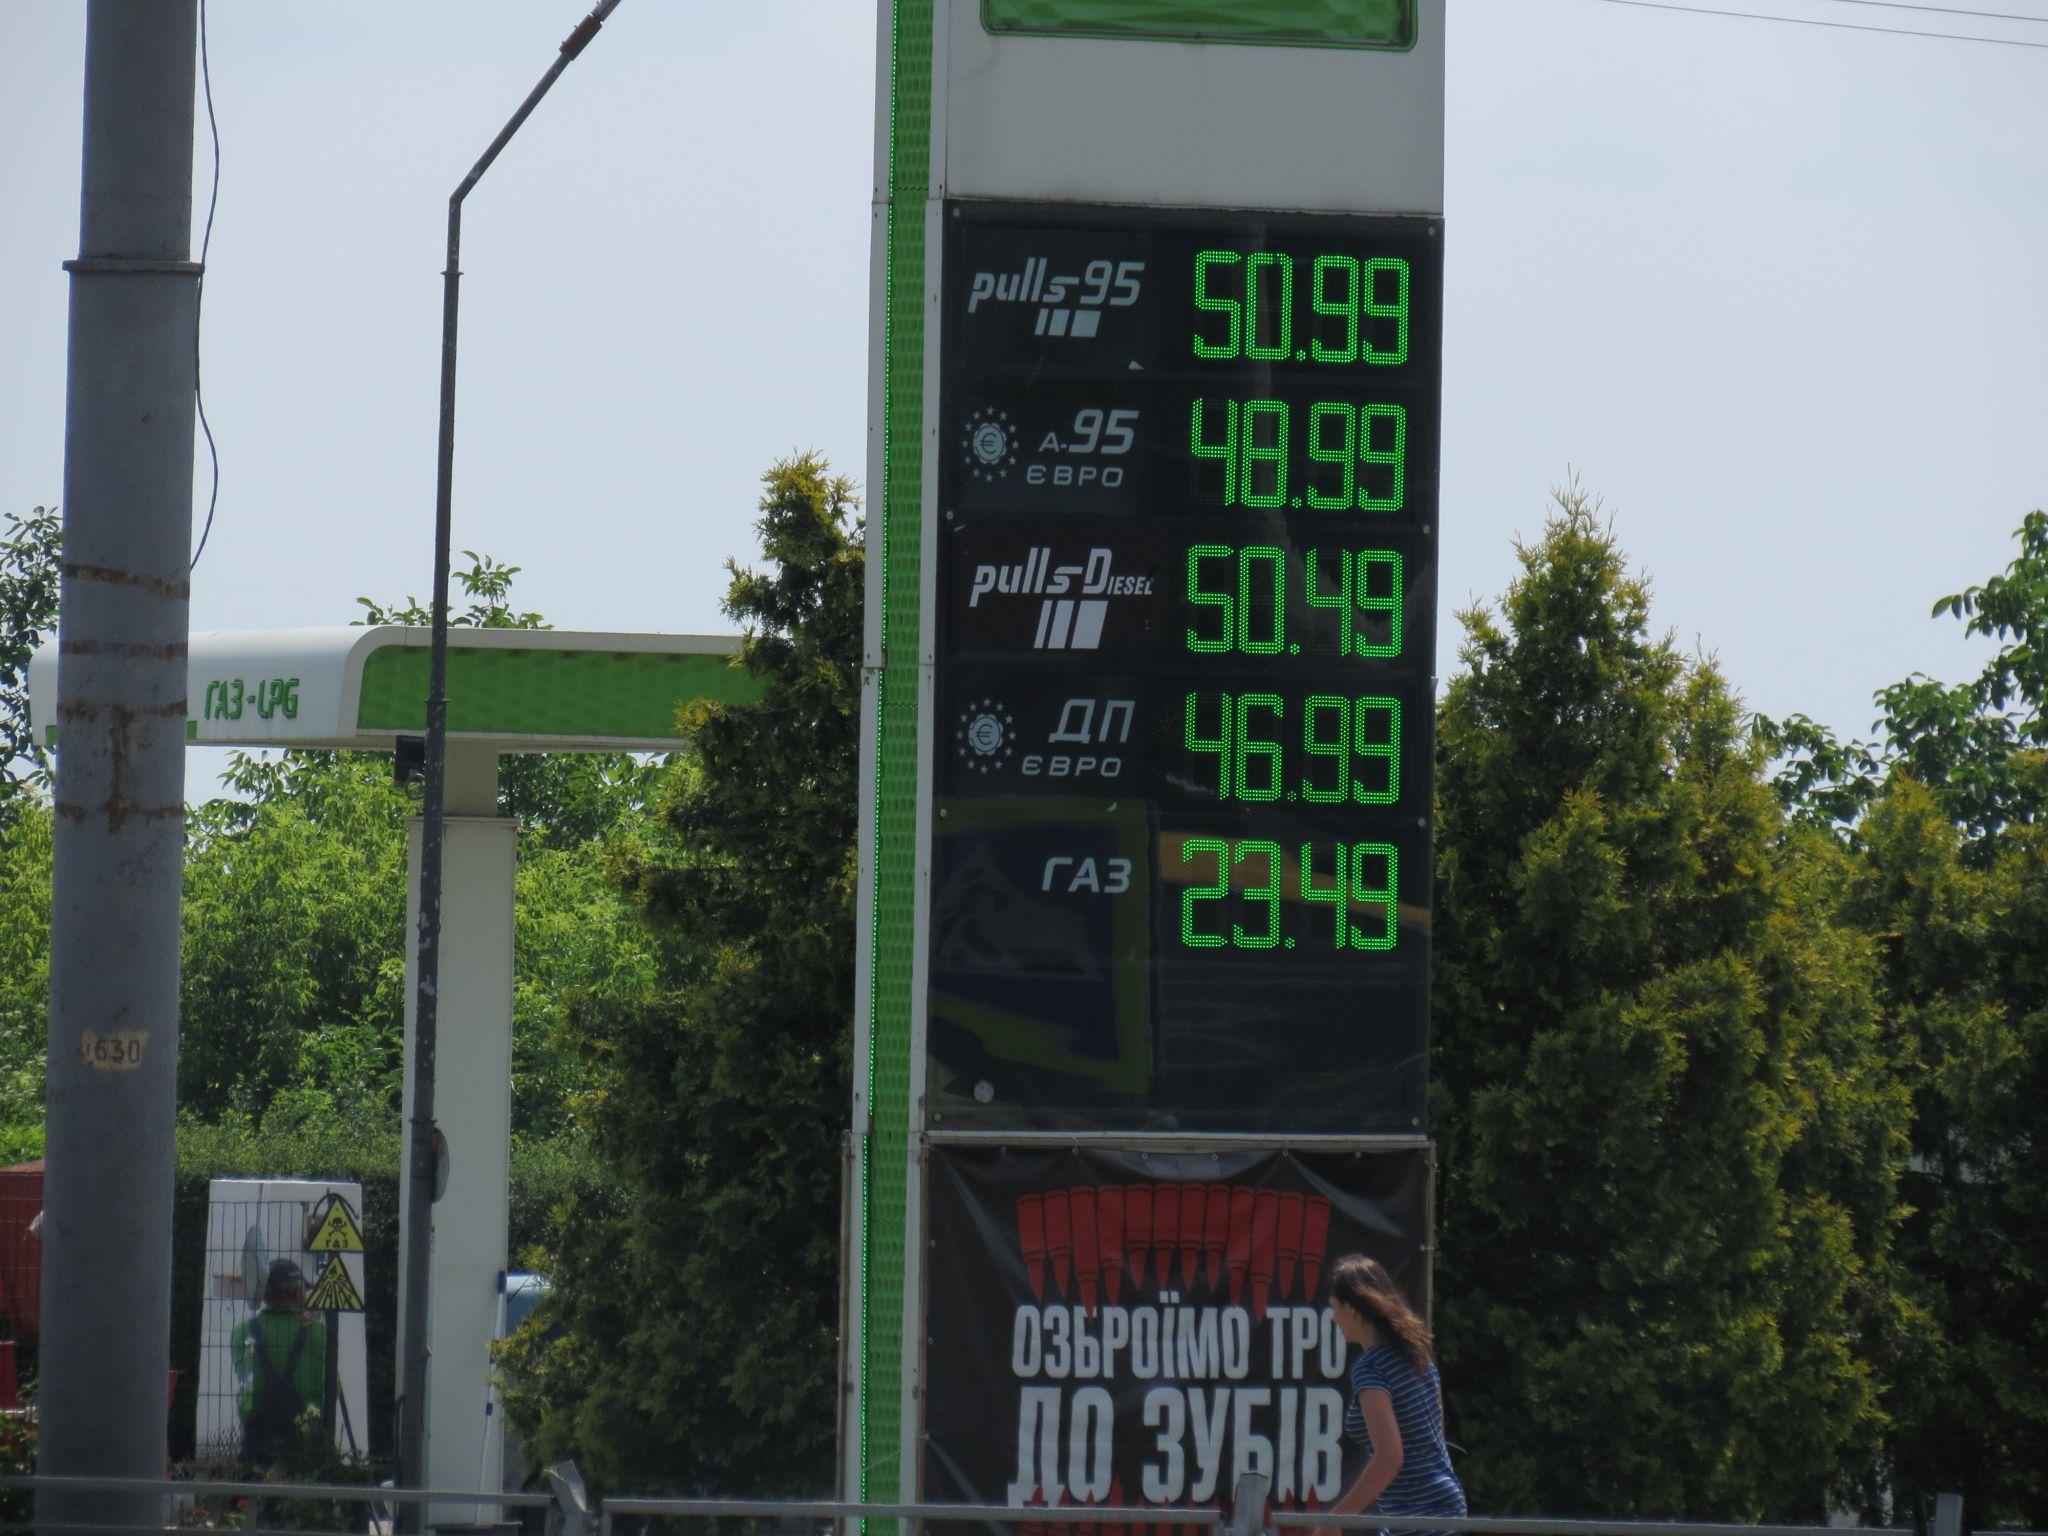 pulls 95 50.99
А-95 48.99
ЄВРО
pulls Diesel 50.49
ДП 46.99
ЄВРО
ГАЗ 23.49
ГАЗ-LPG
630
ГАЗ
ОЗБРОЇМО ТРО
ДО ЗУБІВ